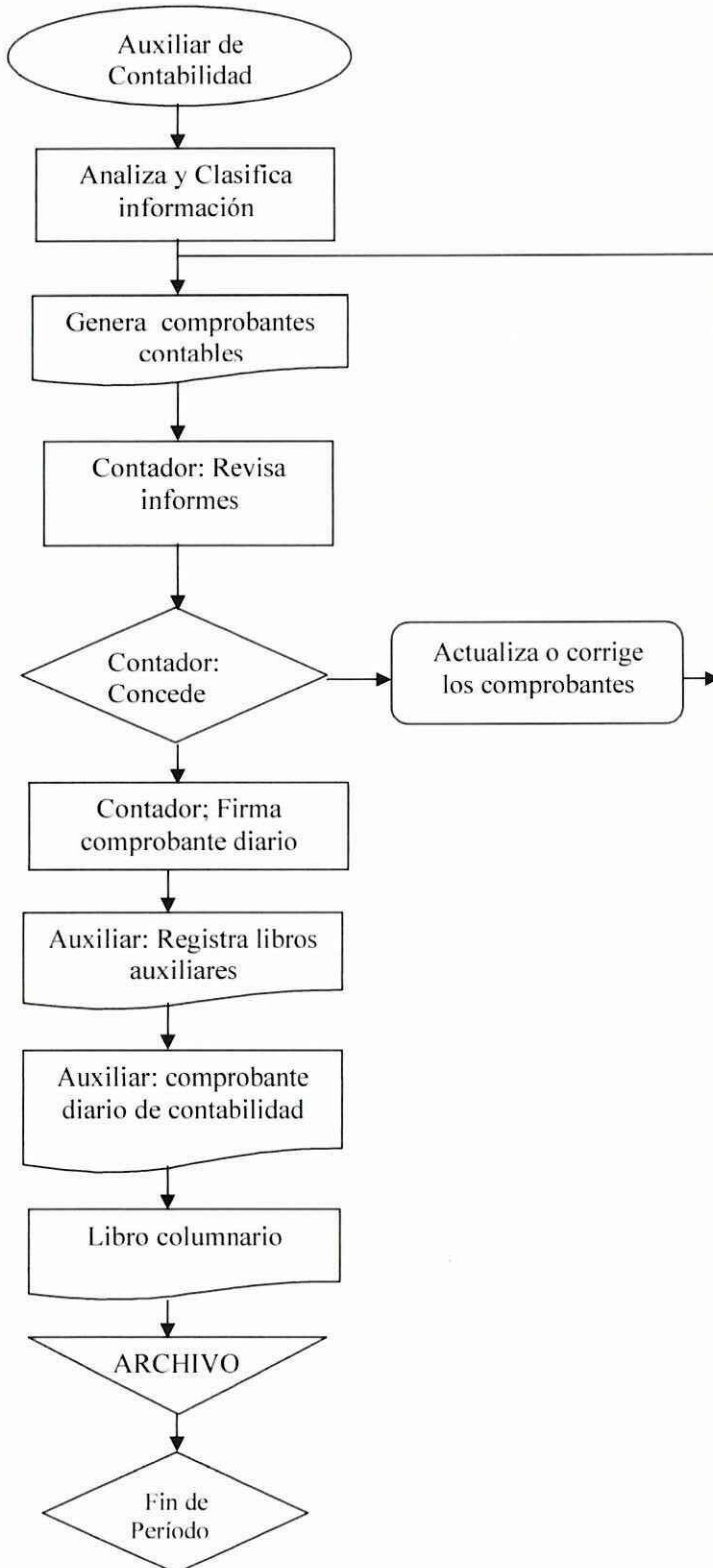 Auxiliar de
Contabilidad
Analiza y Clasifica
información
Genera comprobantes
contables
Contador: Revisa
informes
Contador:
Concede
Actualiza o corrige
los comprobantes
Contador; Firma
comprobante diario
Auxiliar: Registra libros
auxiliares
Auxiliar: comprobante
diario de contabilidad
Libro columnario
ARCHIVO
Fin de
Período